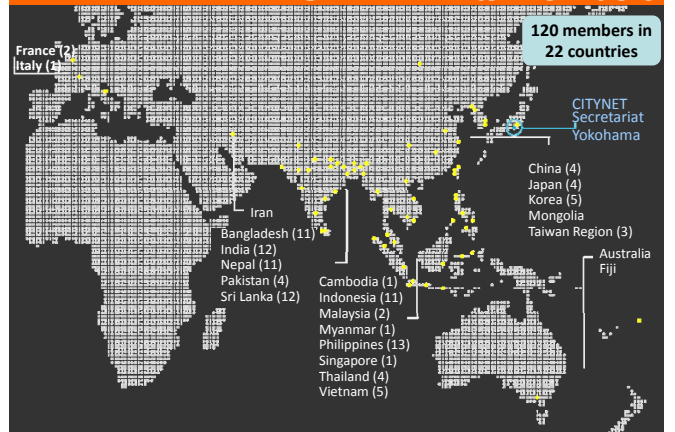 120 members in
22 countries
France (2)
Italy (1)
CITYNET
Secretariat
Yokohama
China (4)
Japan (4)
Korea (5)
Mongolia
Taiwan Region (3)
Iran
Bangladesh (11)
India (12)
Nepal (11)
Pakistan (4)
Sri Lanka (12)
Cambodia (1)
Indonesia (11)
Malaysia (2)
Myanmar (1)
Philippines (13)
Singapore (1)
Thailand (4)
Vietnam (5)
Australia
Fiji